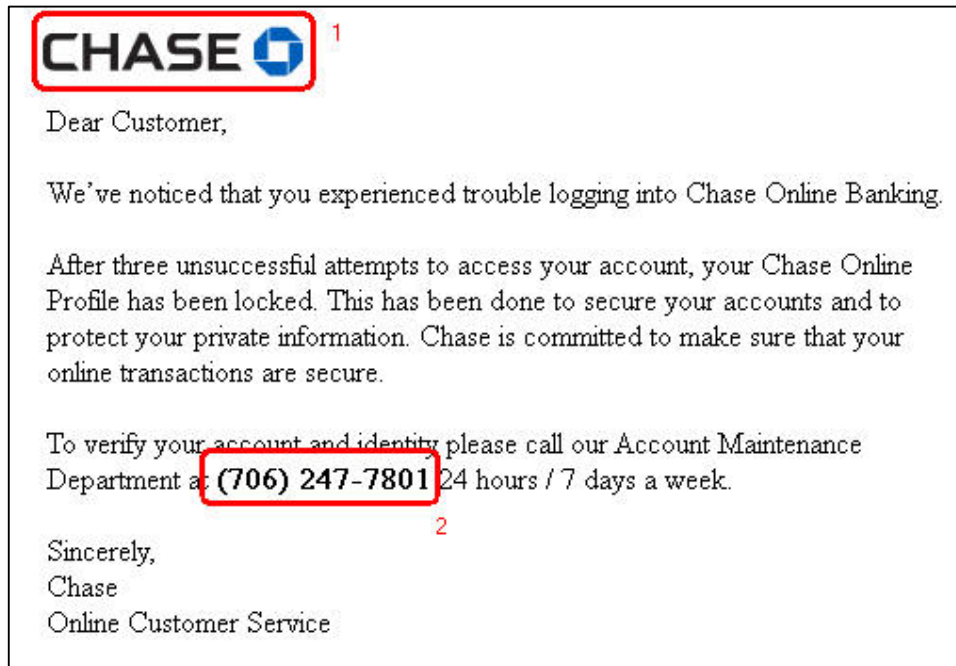 CHASE 1
Dear Customer,
We've noticed that you experienced trouble logging into Chase Online Banking.
After three unsuccessful attempts to access your account, your Chase Online
Profile has been locked. This has been done to secure your accounts and to
protect your private information. Chase is committed to make sure that your
online transactions are secure.
To verify your account and identity please call our Account Maintenance
Department at (706) 247-7801 24 hours / 7 days a week.
2
Sincerely,
Chase
Online Customer Service